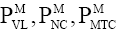 P^M_VL, P^M_NC, P^M_MTC